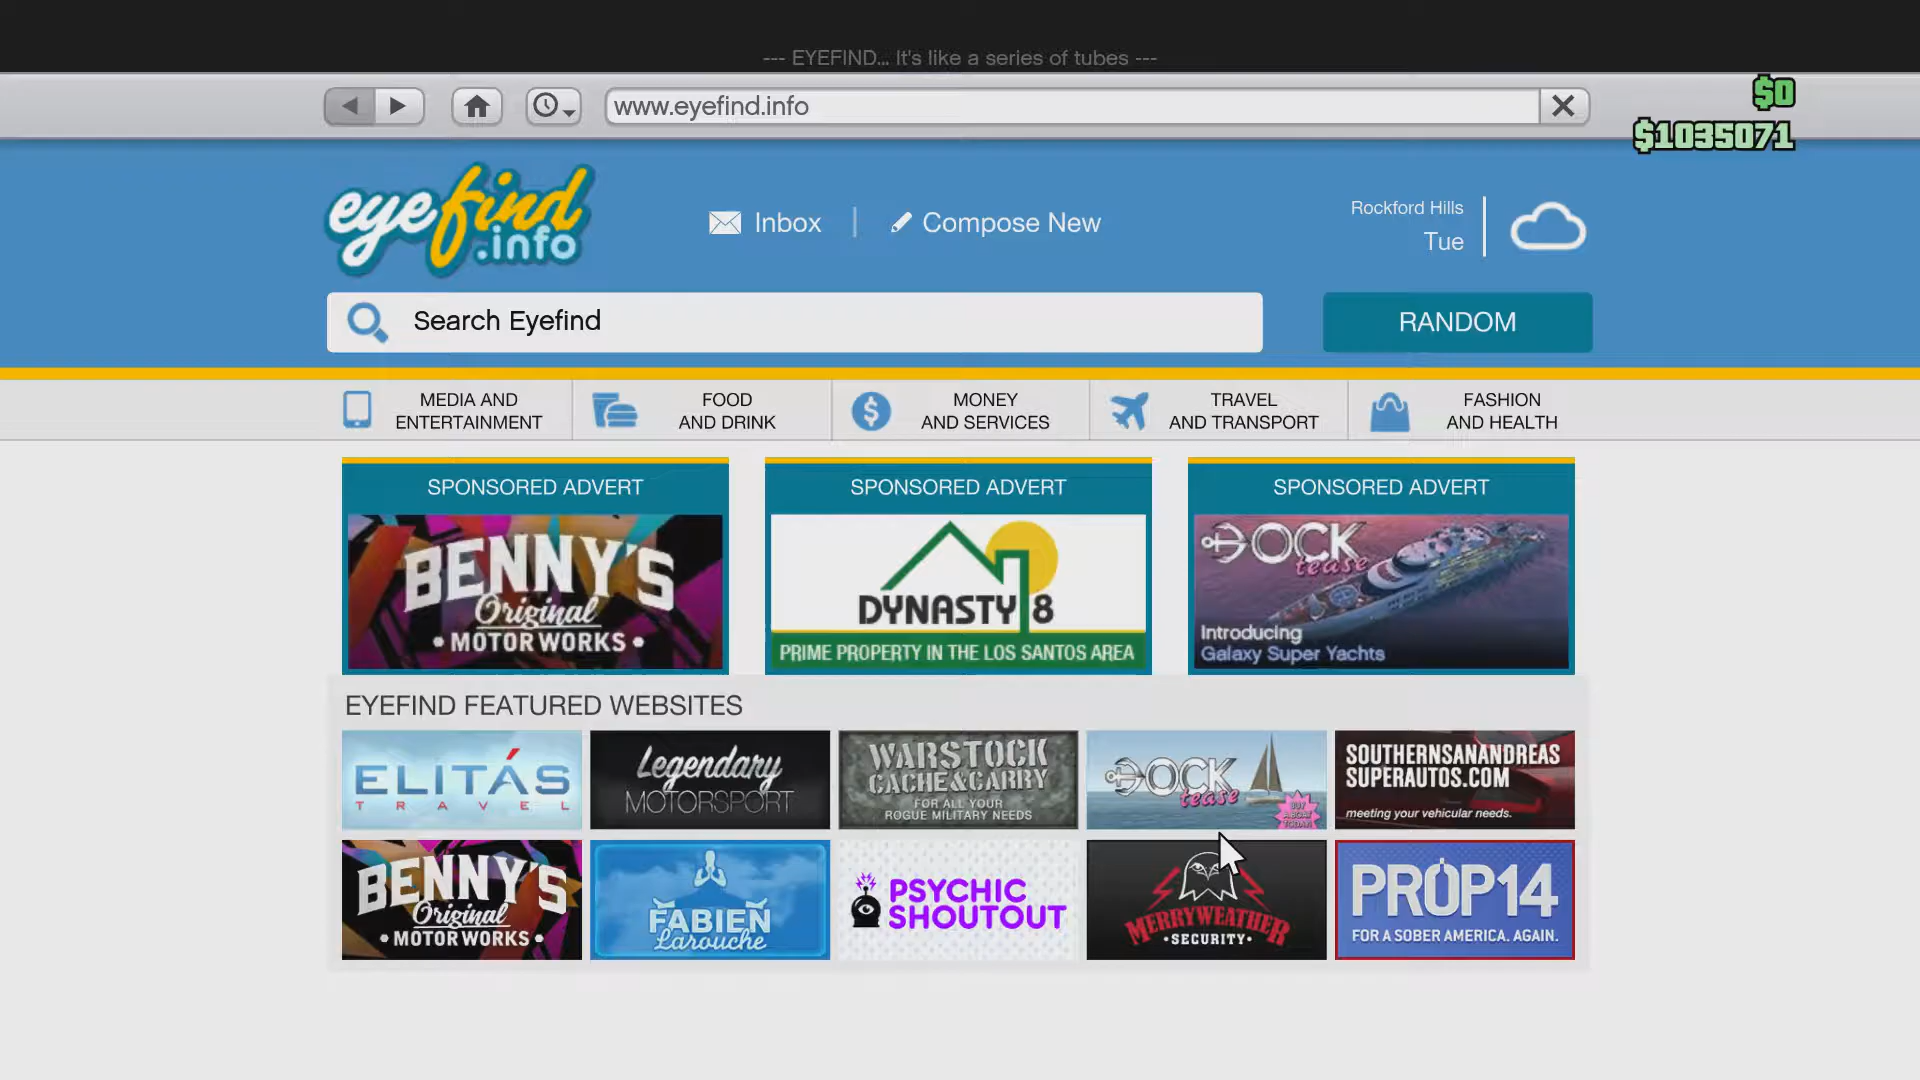 --- EYEFIND... It's like a series of tubes ---
www.eyefind.info
$0
$1035071
eyefind
.info
Inbox
Compose New
Rockford Hills
Tue
Search Eyefind
RANDOM
MEDIA AND
ENTERTAINMENT
FOOD
AND DRINK
MONEY
AND SERVICES
TRAVEL
AND TRANSPORT
FASHION
AND HEALTH
SPONSORED ADVERT
BENNY'S
Original
• MOTOR WORKS •
SPONSORED ADVERT
DYNASTY 8
PRIME PROPERTY IN THE LOS SANTOS AREA
SPONSORED ADVERT
DOCK
tease
Introducing
Galaxy Super Yachts
EYEFIND FEATURED WEBSITES
ELITÁS
TRAVEL
Legendary
MOTORSPORT
WARSTOCK
CACHE & CARRY
FOR ALL YOUR
ROGUE MILITARY NEEDS
DOCK
tease
BUY
A BOAT
TODAY!
SOUTHERNSANANDREAS
SUPERAUTOS.COM
meeting your vehicular needs.
BENNY'S
Original
• MOTOR WORKS •
FABIEN
Larouche
PSYCHIC
SHOUTOUT
MERRYWEATHER
• SECURITY •
PROP14
FOR A SOBER AMERICA. AGAIN.